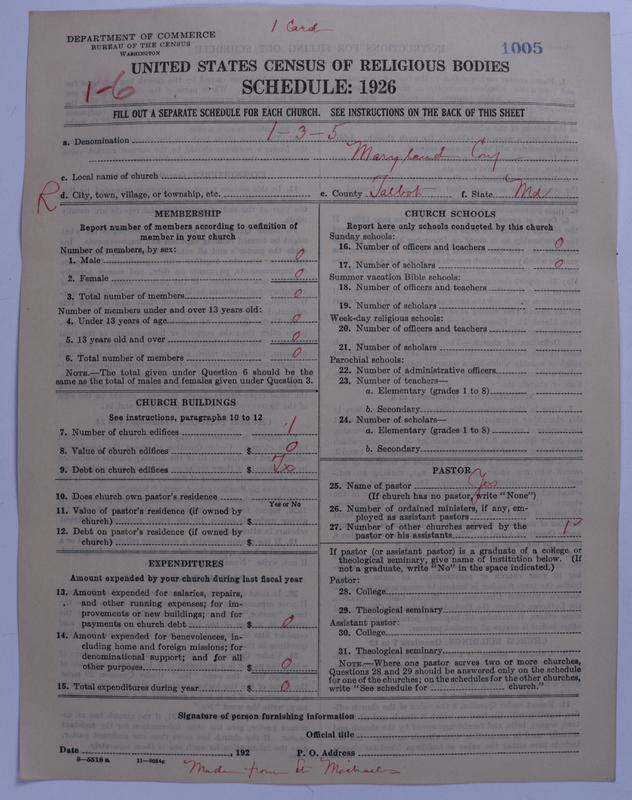 1 Card
DEPARTMENT OF COMMERCE
BUREAU OF THE CENSUS
WASHINGTON
1005
UNITED STATES CENSUS OF RELIGIOUS BODIES
1-6
SCHEDULE: 1926
FILL OUT A SEPARATE SCHEDULE FOR EACH CHURCH. SEE INSTRUCTIONS ON THE BACK OF THIS SHEET
a. Denomination 1-3-5
Maryland
c. Local name of church
R d. City, town, village, or township, etc. e. County Talbot f. State Md
MEMBERSHIP
Report number of members according to definition of
member in your church
Number of members, by sex:
1. Male 0
2. Female 0
3. Total number of members 0
Number of members under and over 13 years old:
4. Under 13 years of age 0
5. 13 years old and over 0
6. Total number of members 0
NOTE.—The total given under Question 6 should be the
same as the total of males and females given under Question 3.
CHURCH BUILDINGS
See instructions, paragraphs 10 to 12
7. Number of church edifices 1
8. Value of church edifices $ 0
9. Debt on church edifices $
10. Does church own pastor's residence
Yes or No
11. Value of pastor's residence (if owned by
church) $
12. Debt on pastor's residence (if owned by
church) $
EXPENDITURES
Amount expended by your church during last fiscal year
13. Amount expended for salaries, repairs,
and other running expenses; for im-
provements or new buildings; and for
payments on church debt $ 0
14. Amount expended for benevolences, in-
cluding home and foreign missions; for
denominational support; and for all
other purposes $ 0
15. Total expenditures during year $ 0
CHURCH SCHOOLS
Report here only schools conducted by this church
Sunday schools:
16. Number of officers and teachers 0
17. Number of scholars 0
Summer vacation Bible schools:
18. Number of officers and teachers
19. Number of scholars
Week-day religious schools:
20. Number of officers and teachers
21. Number of scholars
Parochial schools:
22. Number of administrative officers
23. Number of teachers—
a. Elementary (grades 1 to 8)
b. Secondary
24. Number of scholars—
a. Elementary (grades 1 to 8)
b. Secondary
PASTOR
25. Name of pastor Yes
(If church has no pastor, write "None")
26. Number of ordained ministers, if any, em-
ployed as assistant pastors
27. Number of other churches served by the
pastor or his assistants 1
If pastor (or assistant pastor) is a graduate of a college or
theological seminary, give name of institution below. (If
not a graduate, write "No" in the space indicated.)
Pastor:
28. College
29. Theological seminary
Assistant pastor:
30. College
31. Theological seminary
NOTE.—Where one pastor serves two or more churches,
Questions 28 and 29 should be answered only on the schedule
for one of the churches; on the schedules for the other churches,
write "See schedule for church."
Signature of person furnishing information
Official title
Date , 192 P. O. Address
8—5518 a 11—9084g
Made from St Michaels